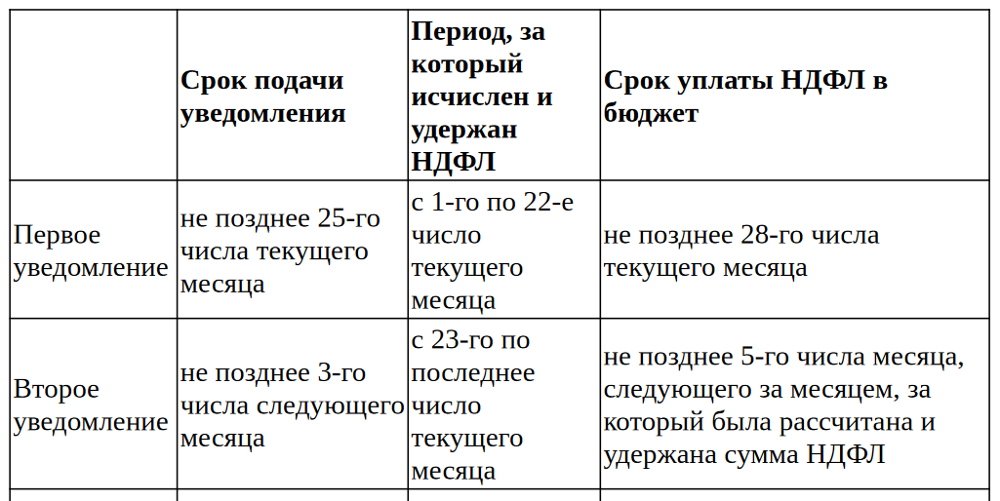 Срок подачи
уведомления
Период, за
который
исчислен и
удержан
НДФЛ
Срок уплаты НДФЛ в
бюджет
Первое
уведомление
не позднее 25-го
числа текущего
месяца
с 1-го по 22-е
число
текущего
месяца
не позднее 28-го числа
текущего месяца
Второе
уведомление
не позднее 3-го
числа следующего
месяца
с 23-го по
последнее
число
текущего
месяца
не позднее 5-го числа месяца,
следующего за месяцем, за
который была рассчитана и
удержана сумма НДФЛ